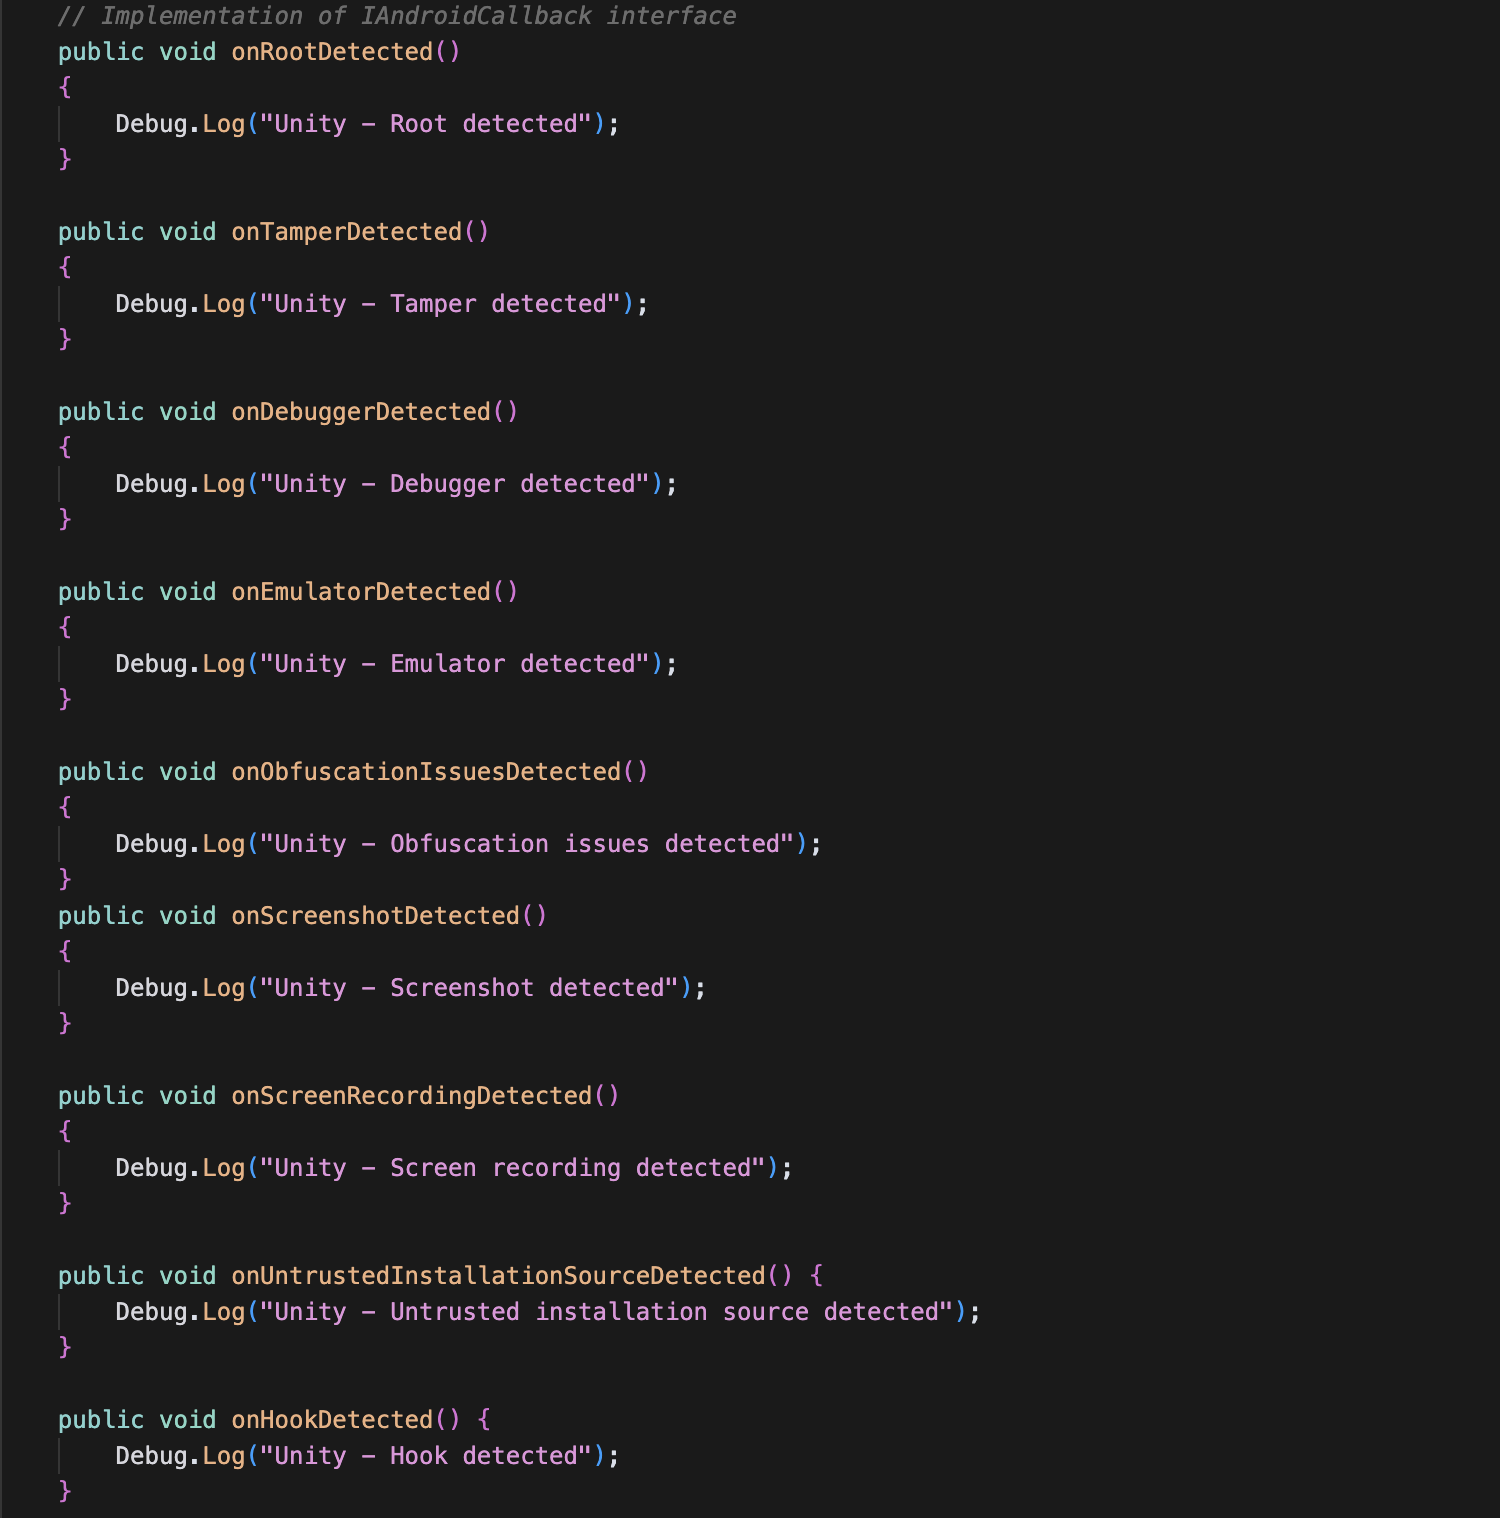 // Implementation of IAndroidCallback interface
public void onRootDetected()
{
Debug.Log("Unity – Root detected");
}
public void onTamperDetected()
{
Debug.Log("Unity – Tamper detected");
}
public void onDebuggerDetected()
{
Debug.Log("Unity – Debugger detected");
}
public void onEmulatorDetected()
{
Debug.Log("Unity – Emulator detected");
}
public void onObfuscationIssuesDetected()
{
Debug.Log("Unity – Obfuscation issues detected");
}
public void onScreenshotDetected()
{
Debug.Log("Unity – Screenshot detected");
}
public void onScreenRecordingDetected()
{
Debug.Log("Unity – Screen recording detected");
}
public void onUntrustedInstallationSourceDetected() {
Debug.Log("Unity – Untrusted installation source detected");
}
public void onHookDetected() {
Debug.Log("Unity – Hook detected");
}